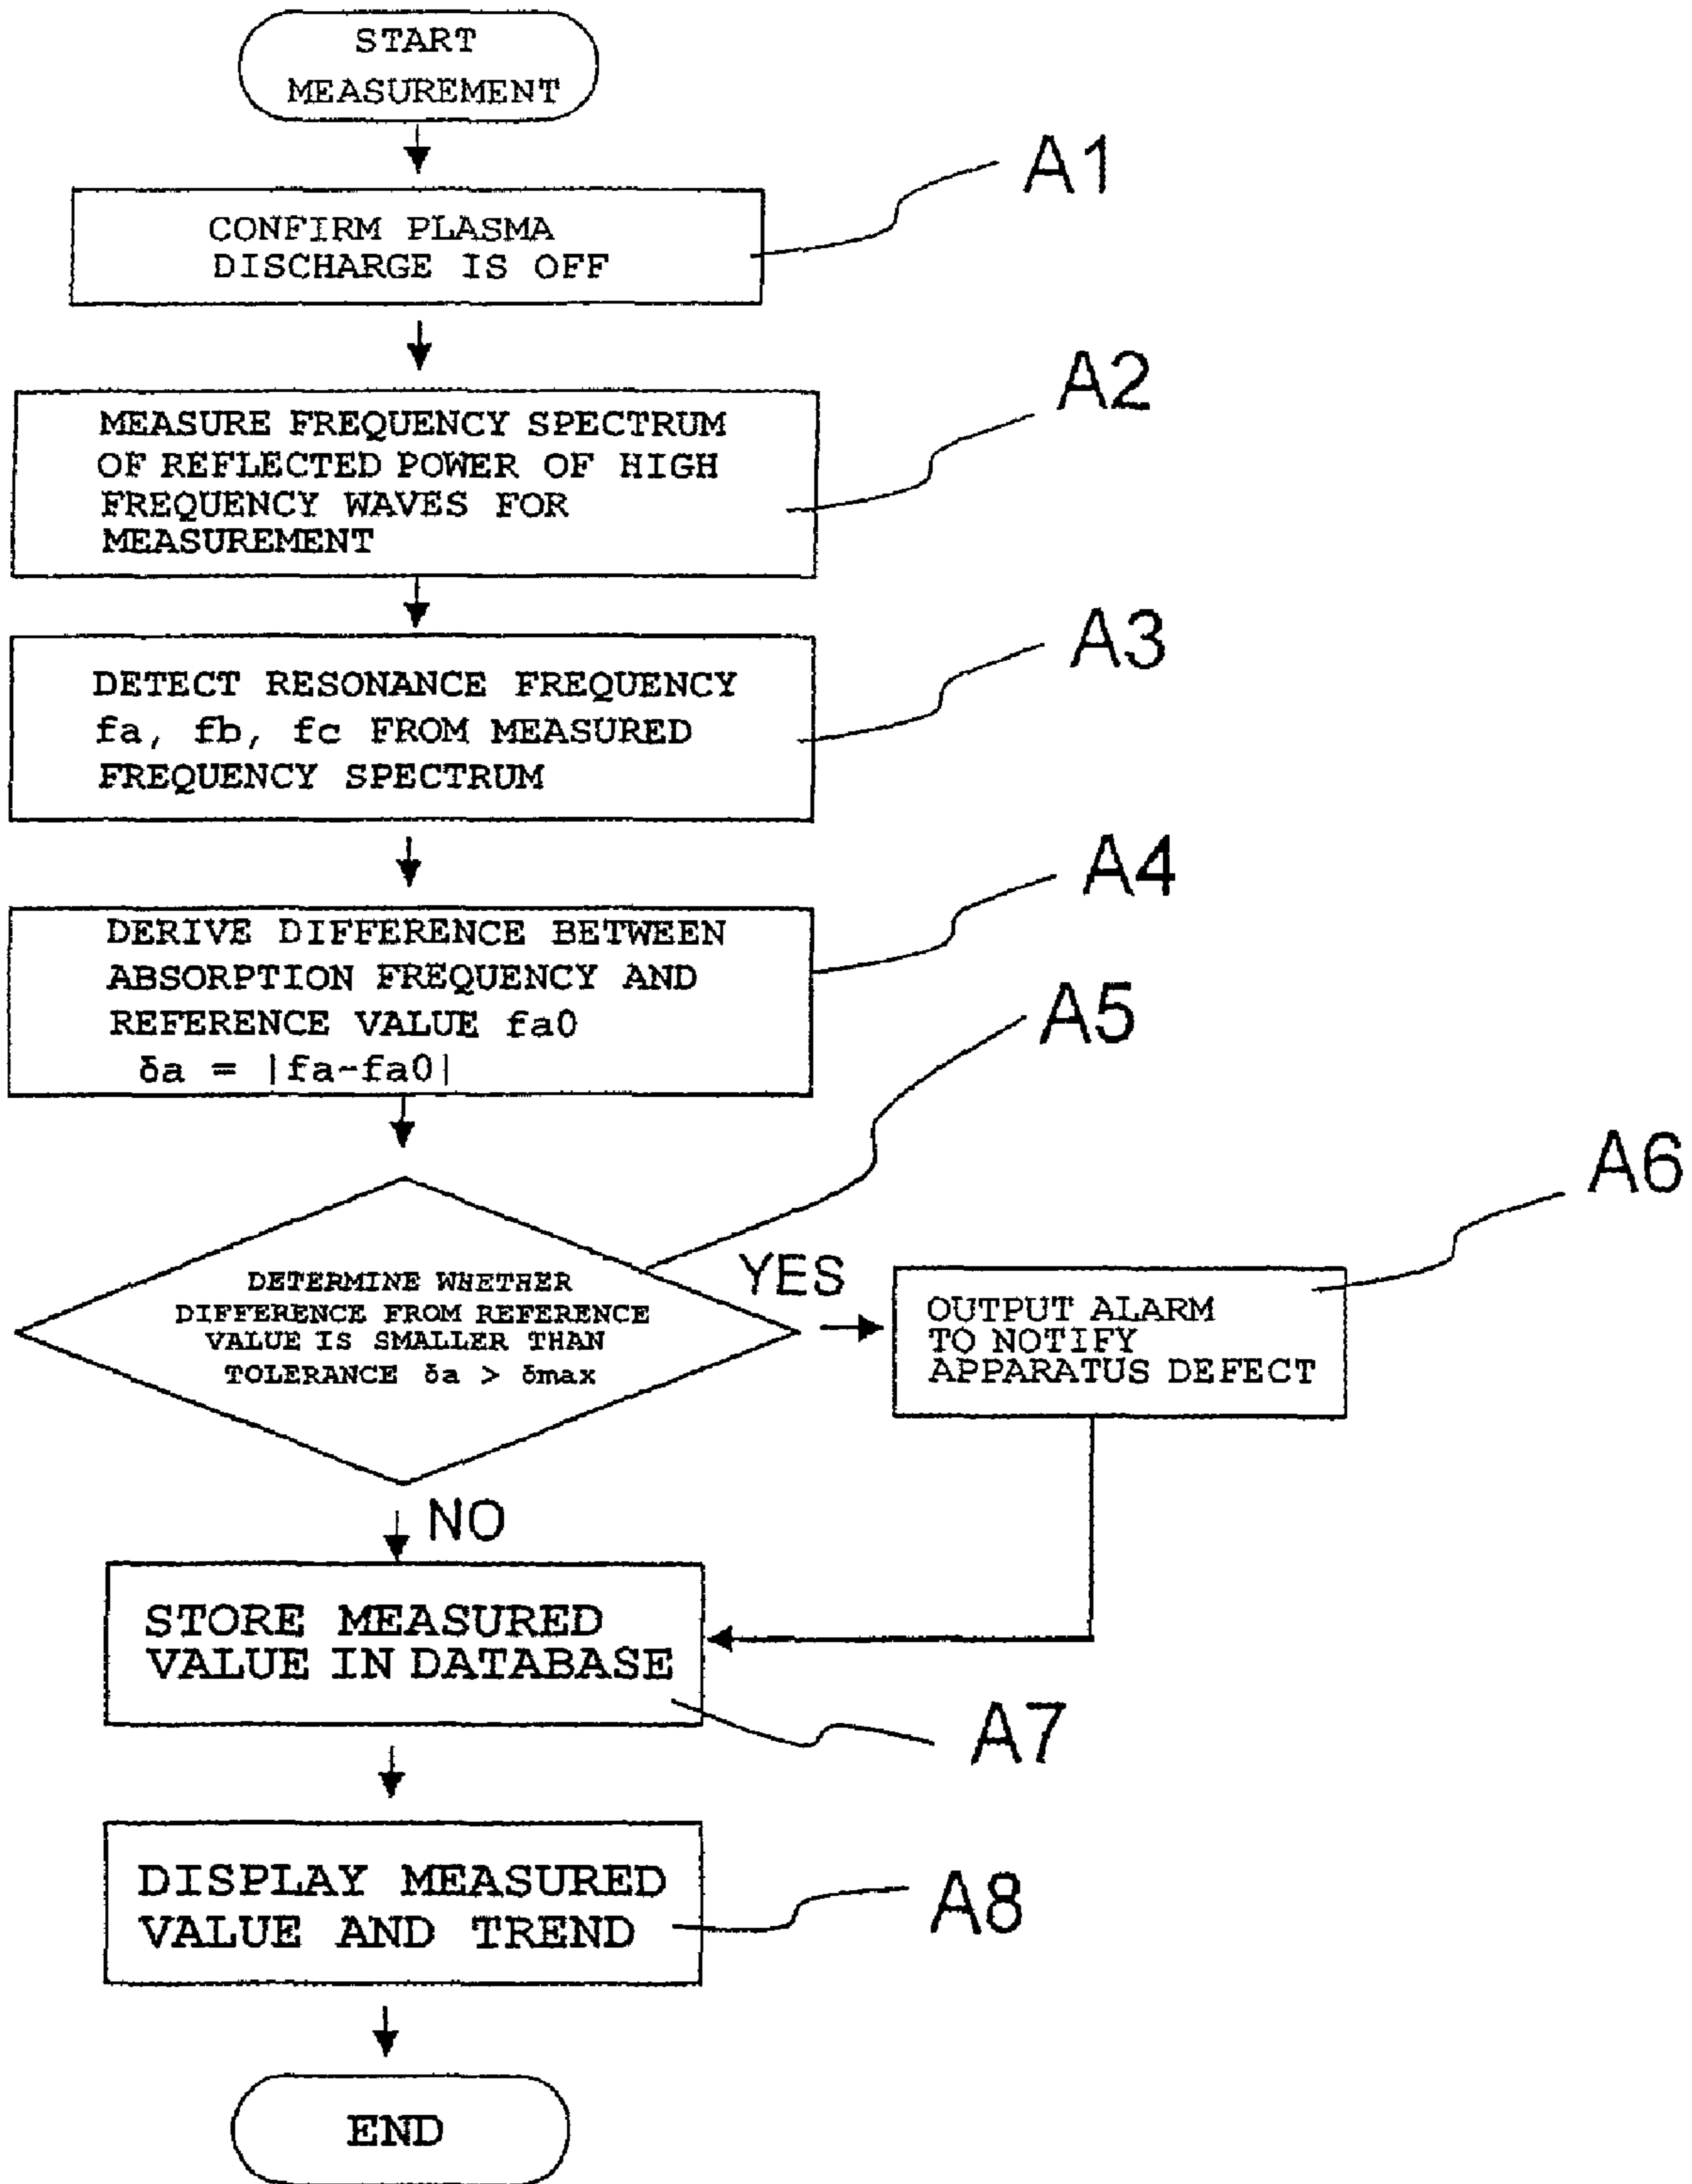 START
MEASUREMENT
A1
CONFIRM PLASMA
DISCHARGE IS OFF
A2
MEASURE FREQUENCY SPECTRUM
OF REFLECTED POWER OF HIGH
FREQUENCY WAVES FOR
MEASUREMENT
A3
DETECT RESONANCE FREQUENCY
fa, fb, fc FROM MEASURED
FREQUENCY SPECTRUM
A4
DERIVE DIFFERENCE BETWEEN
ABSORPTION FREQUENCY AND
REFERENCE VALUE fa0
δa = |fa-fa0|
A5
DETERMINE WHETHER
DIFFERENCE FROM REFERENCE
VALUE IS SMALLER THAN
TOLERANCE δa > δmax
YES
A6
OUTPUT ALARM
TO NOTIFY
APPARATUS DEFECT
NO
STORE MEASURED
VALUE IN DATABASE
A7
DISPLAY MEASURED
VALUE AND TREND
A8
END